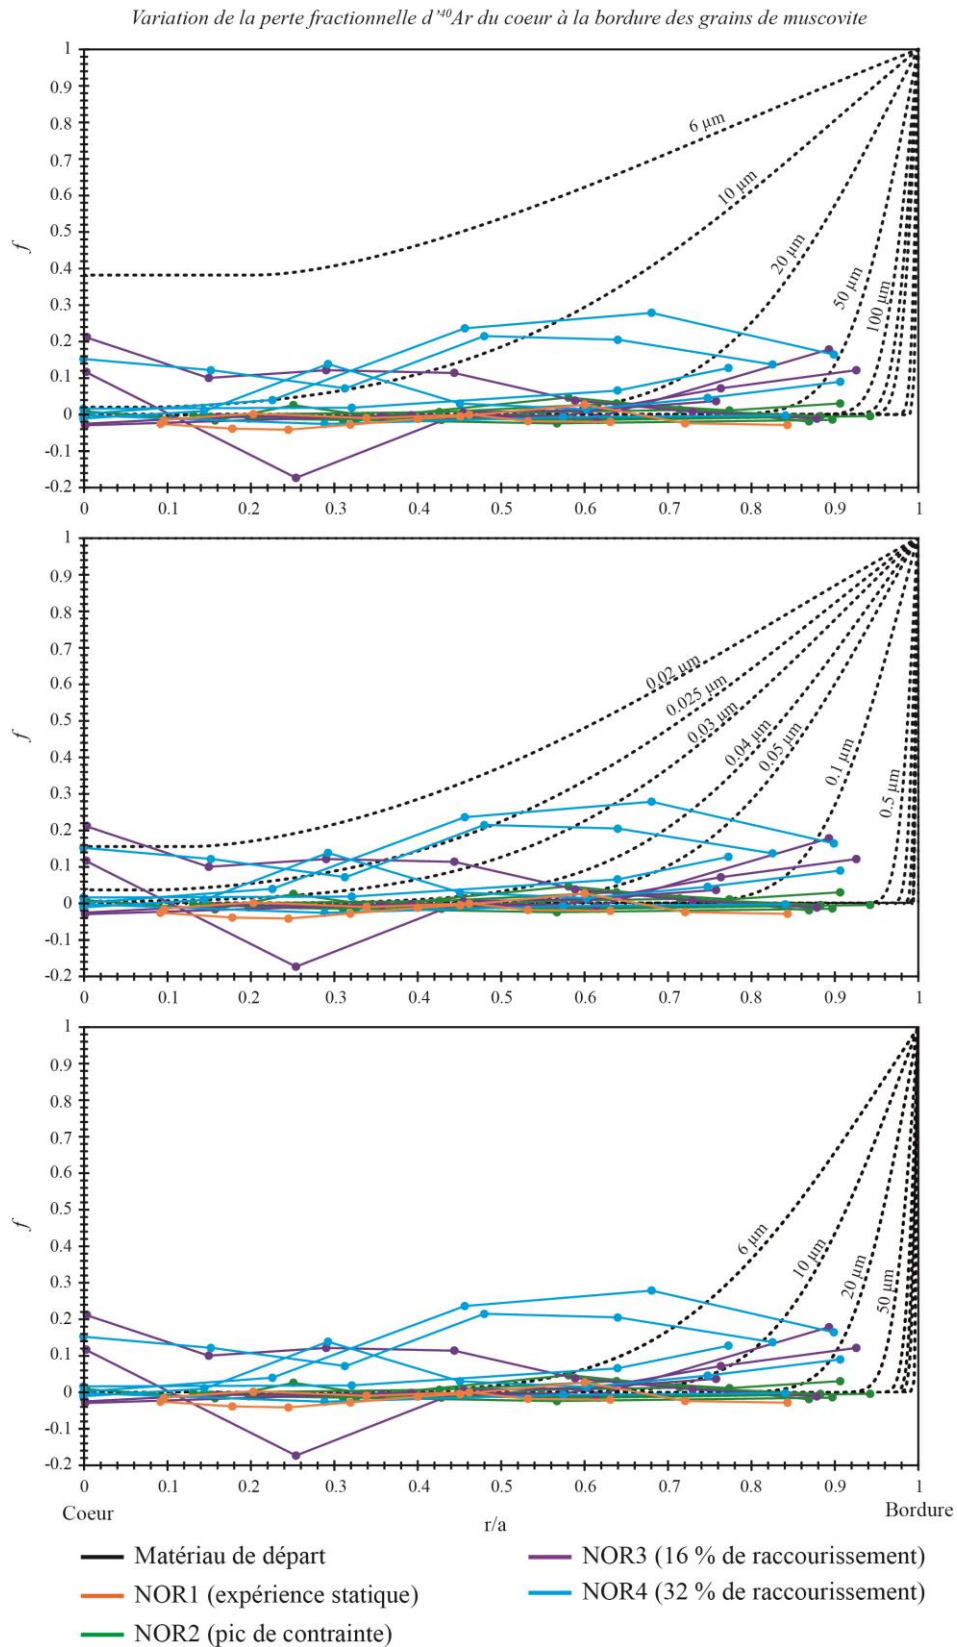 Variation de la perte fractionnelle d'⁴⁰Ar du coeur à la bordure des grains de muscovite
1
0.9
0.8
0.7
0.6
0.5
0.4
0.3
0.2
0.1
0
-0.1
-0.2
f
6 µm
10 µm
20 µm
50 µm
100 µm
0 0.1 0.2 0.3 0.4 0.5 0.6 0.7 0.8 0.9 1
1
0.9
0.8
0.7
0.6
0.5
0.4
0.3
0.2
0.1
0
-0.1
-0.2
f
0.02 µm
0.025 µm
0.03 µm
0.04 µm
0.05 µm
0.1 µm
0.5 µm
0 0.1 0.2 0.3 0.4 0.5 0.6 0.7 0.8 0.9 1
1
0.9
0.8
0.7
0.6
0.5
0.4
0.3
0.2
0.1
0
-0.1
-0.2
f
6 µm
10 µm
20 µm
50 µm
0 0.1 0.2 0.3 0.4 0.5 0.6 0.7 0.8 0.9 1
Coeur
r/a
Bordure
Matériau de départ
NOR1 (expérience statique)
NOR2 (pic de contrainte)
NOR3 (16 % de raccourissement)
NOR4 (32 % de raccourissement)